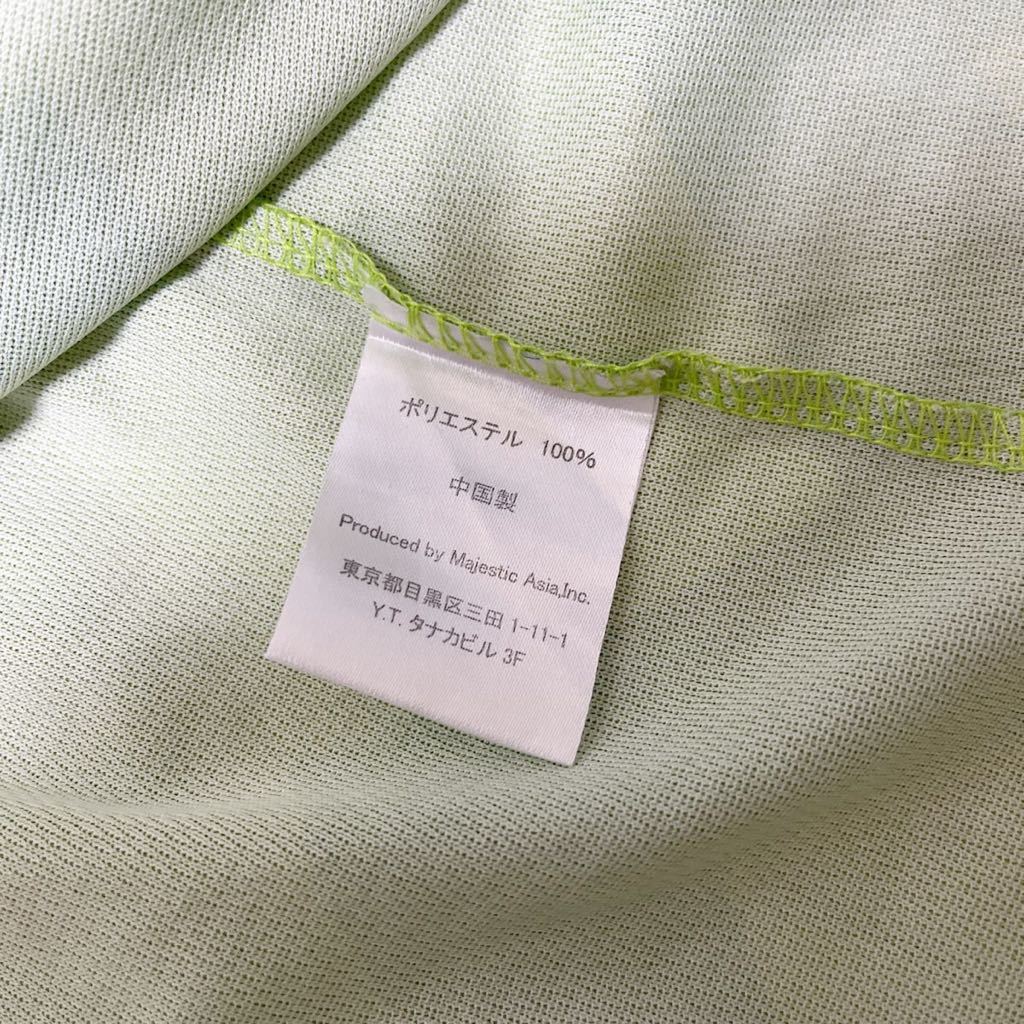 ポリエステル 100%
中国製
Produced by Majestic Asia,Inc.
東京都目黒区三田 1-11-1
Y.T. タナカビル 3F